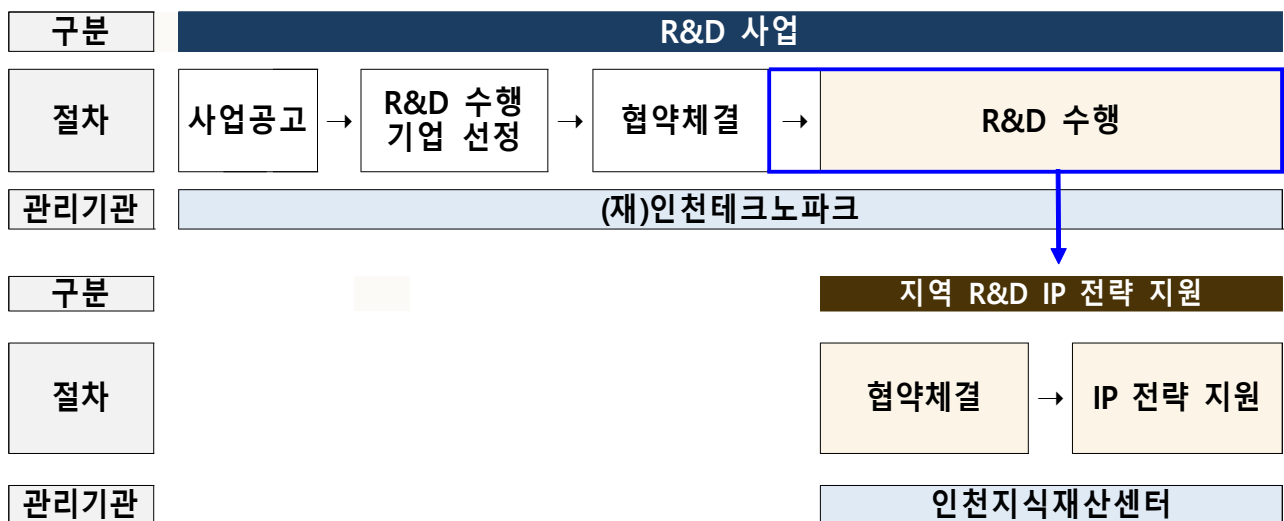 구분
R&D 사업
절차
사업공고
→
R&D 수행
기업 선정
→
협약체결
→
R&D 수행
관리기관
(재)인천테크노파크
구분
지역 R&D IP 전략 지원
절차
협약체결
→
IP 전략 지원
관리기관
인천지식재산센터